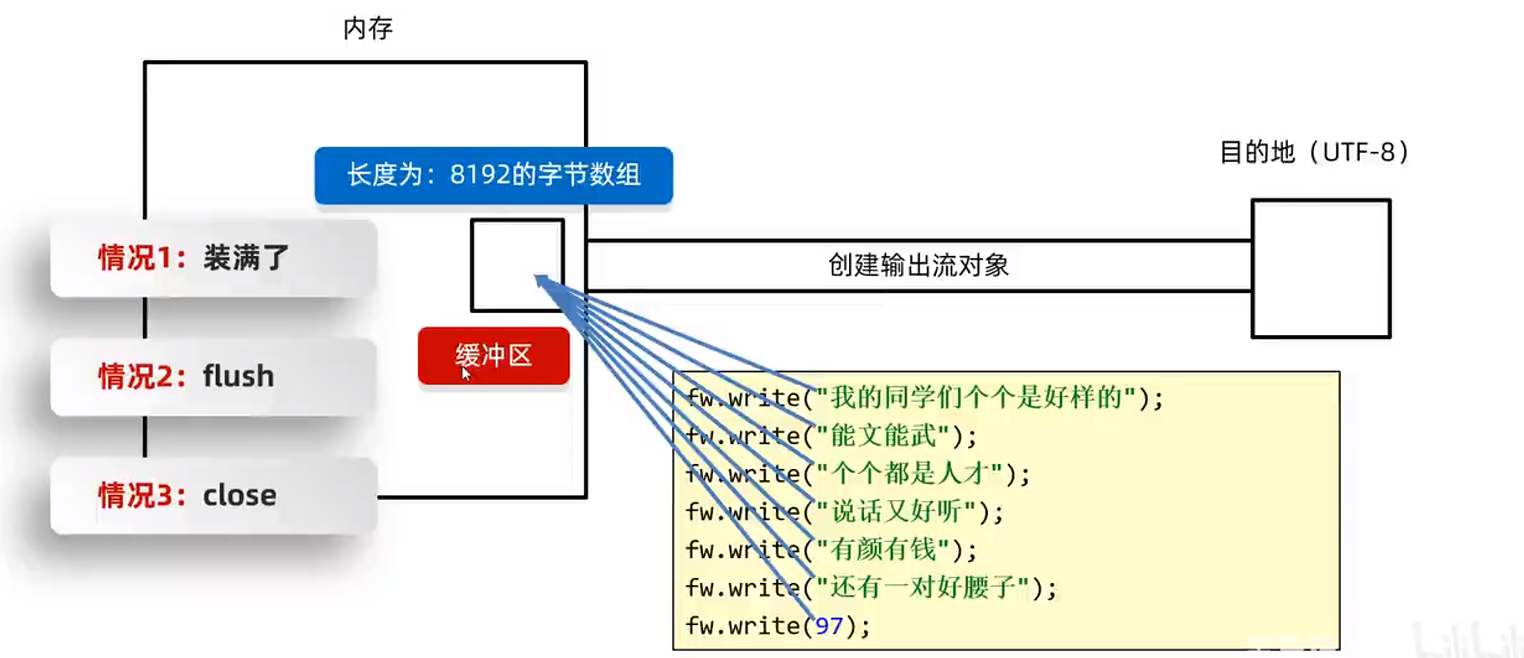 内存
长度为：8192的字节数组
目的地（UTF-8）
情况1：装满了
创建输出流对象
缓冲区
情况2：flush
情况3：close
fw.write("我的同学们个个是好样的");
fw.write("能文能武");
fw.write("个个都是人才");
fw.write("说话又好听");
fw.write("有颜有钱");
fw.write("还有一对好腰子");
fw.write(97);
bilibili